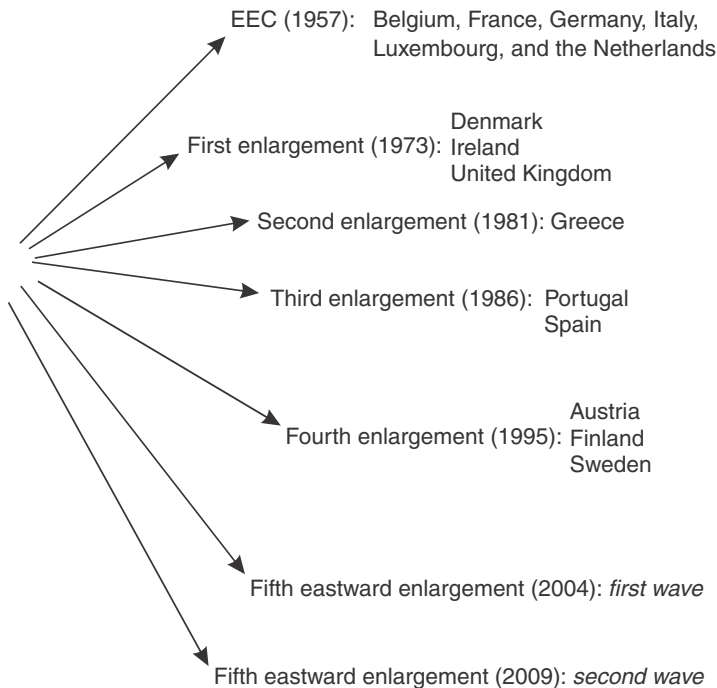 EEC (1957): Belgium, France, Germany, Italy,
Luxembourg, and the Netherlands
Denmark
First enlargement (1973): Ireland
United Kingdom
Second enlargement (1981): Greece
Third enlargement (1986): Portugal
Spain
Austria
Fourth enlargement (1995): Finland
Sweden
Fifth eastward enlargement (2004): first wave
Fifth eastward enlargement (2009): second wave